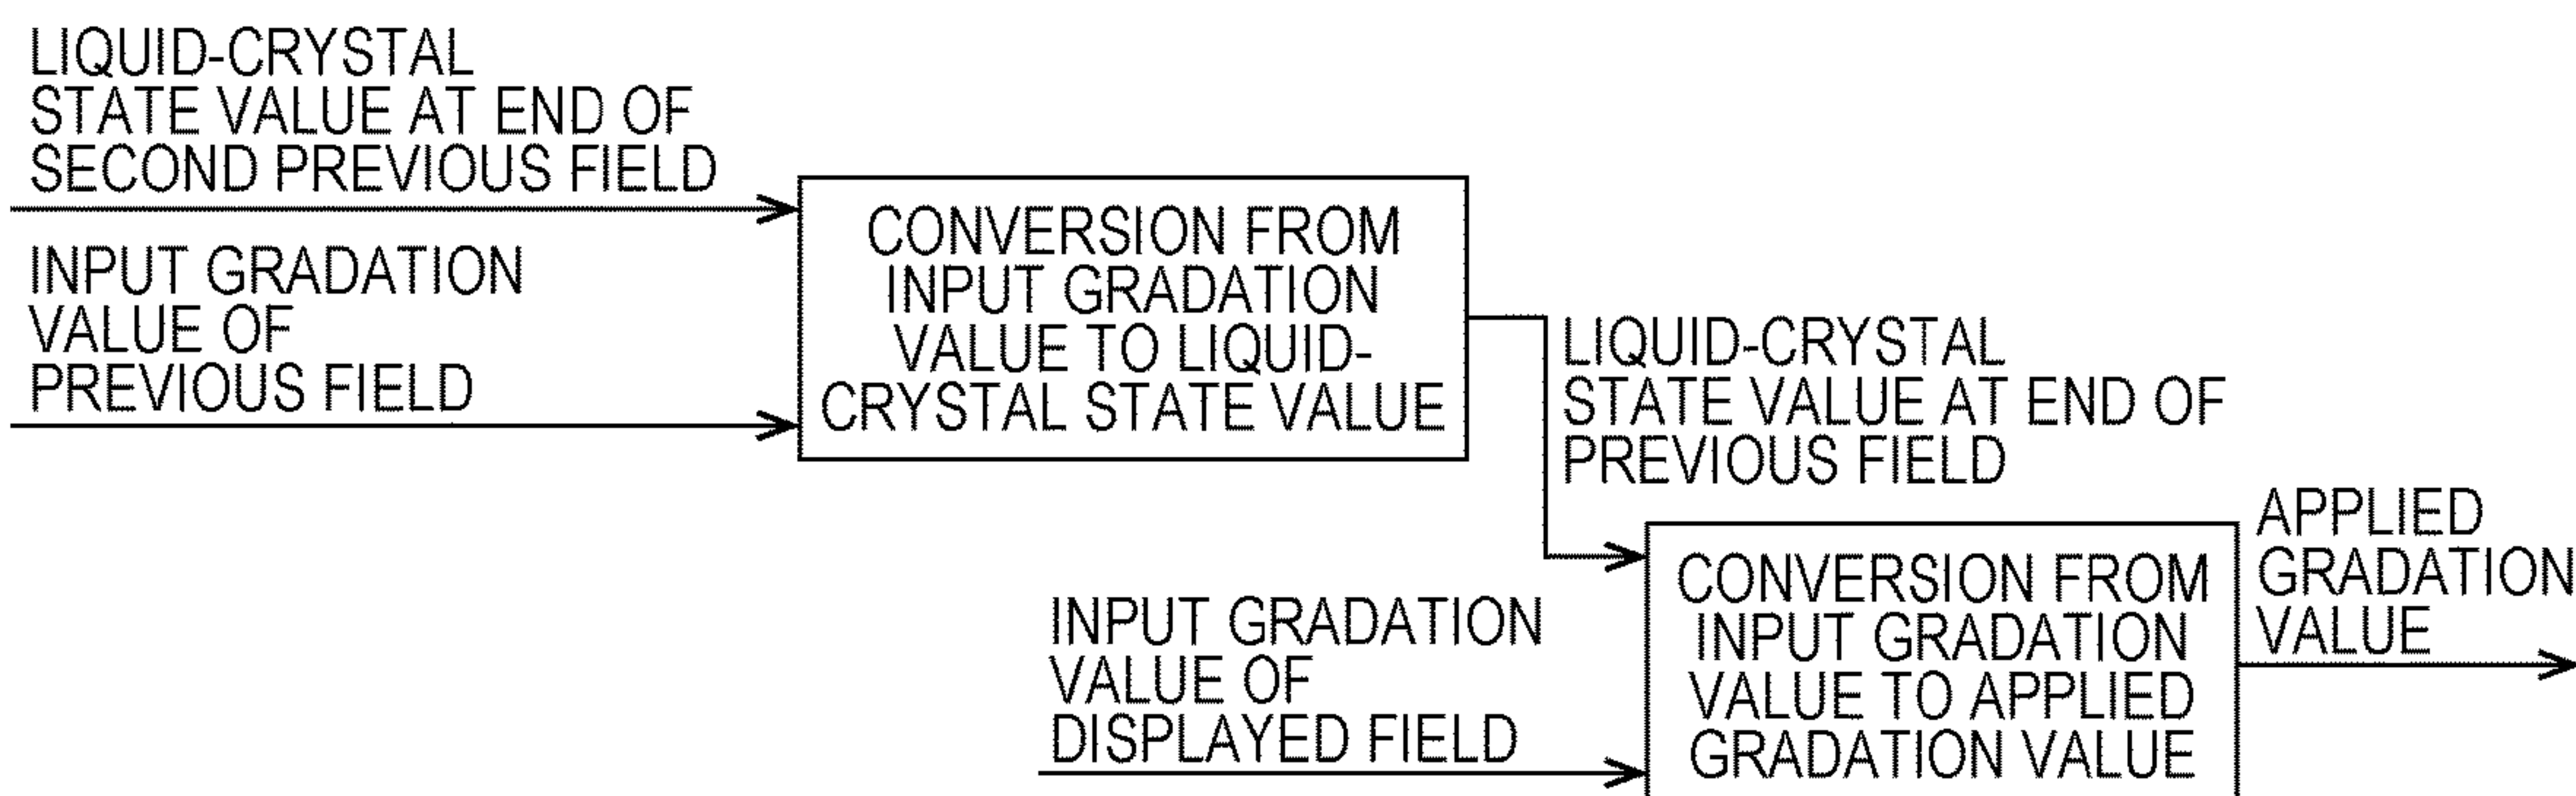 LIQUID-CRYSTAL
STATE VALUE AT END OF
SECOND PREVIOUS FIELD
INPUT GRADATION
VALUE OF
PREVIOUS FIELD
CONVERSION FROM
INPUT GRADATION
VALUE TO LIQUID-
CRYSTAL STATE VALUE
LIQUID-CRYSTAL
STATE VALUE AT END OF
PREVIOUS FIELD
INPUT GRADATION
VALUE OF
DISPLAYED FIELD
CONVERSION FROM
INPUT GRADATION
VALUE TO APPLIED
GRADATION VALUE
APPLIED
GRADATION
VALUE